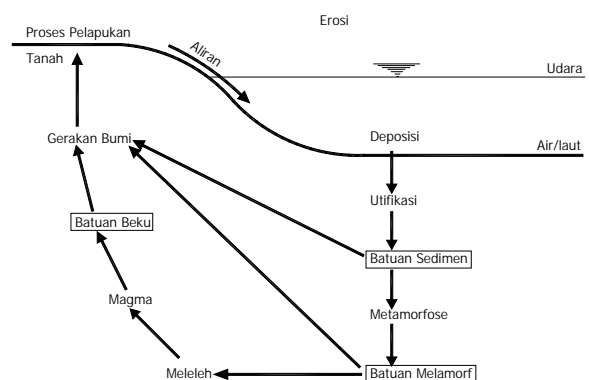 Erosi
Proses Pelapukan
Aliran
Tanah
Udara
Gerakan Bumi
Deposisi
Air/laut
Utifikasi
Batuan Beku
Batuan Sedimen
Magma
Metamorfose
Meleleh
Batuan Melamorf